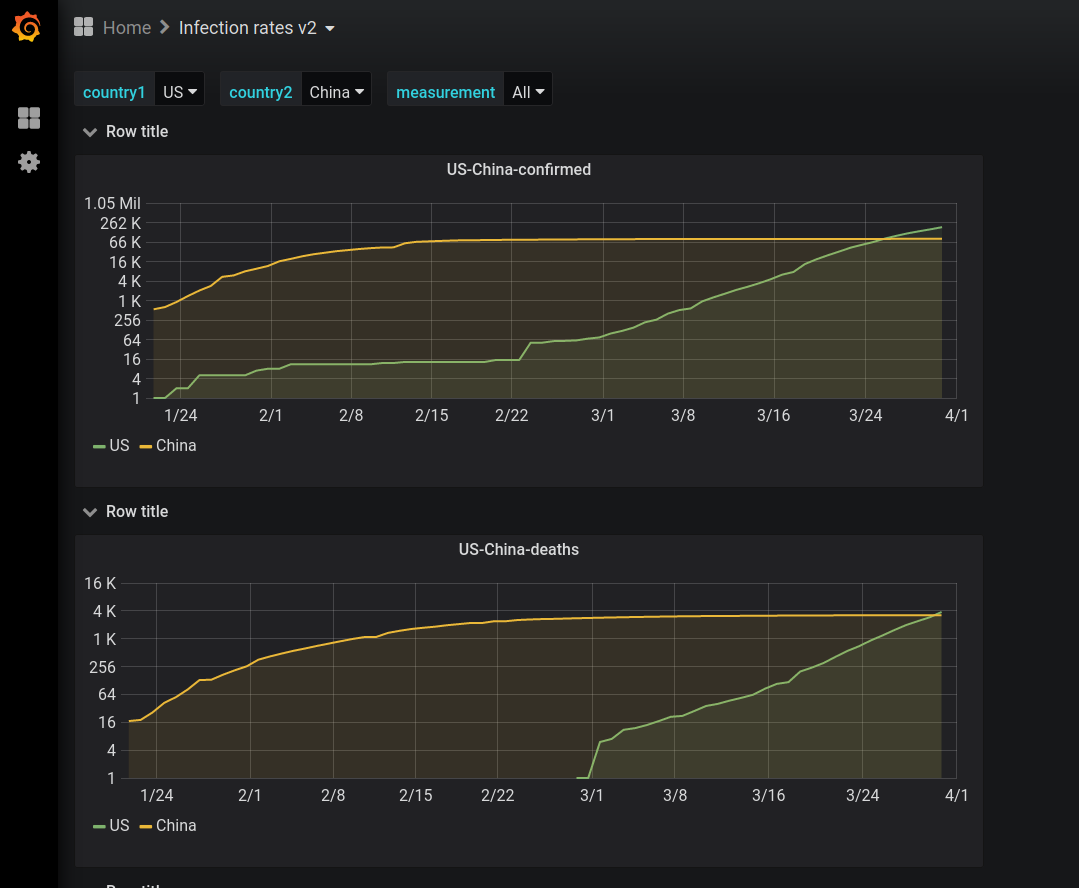 Home > Infection rates v2
country1 US country2 China measurement All
Row title
US-China-confirmed
1.05 Mil
262 K
66 K
16 K
4 K
1 K
256
64
16
4
1
1/24 2/1 2/8 2/15 2/22 3/1 3/8 3/16 3/24 4/1
US China
Row title
US-China-deaths
16 K
4 K
1 K
256
64
16
4
1
1/24 2/1 2/8 2/15 2/22 3/1 3/8 3/16 3/24 4/1
US China